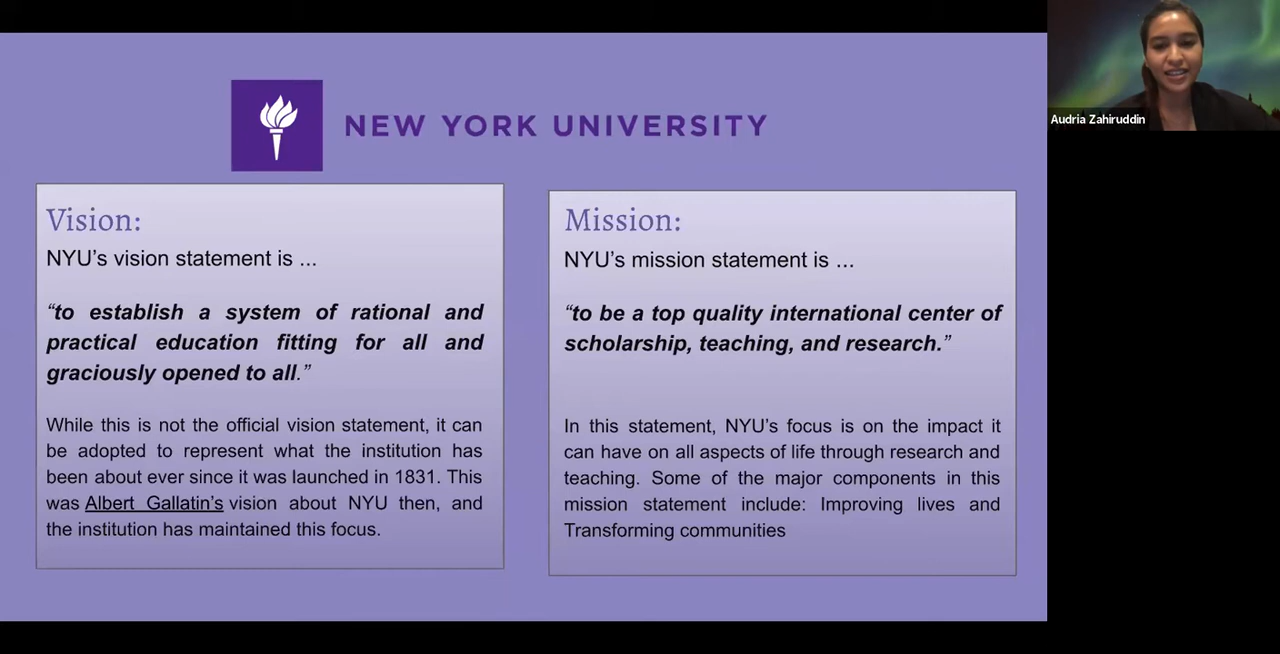 NEW YORK UNIVERSITY
Vision:
NYU’s vision statement is ...
“to establish a system of rational and
practical education fitting for all and
graciously opened to all.”
While this is not the official vision statement, it can
be adopted to represent what the institution has
been about ever since it was launched in 1831. This
was Albert Gallatin’s vision about NYU then, and
the institution has maintained this focus.
Mission:
NYU’s mission statement is ...
“to be a top quality international center of
scholarship, teaching, and research.”
In this statement, NYU’s focus is on the impact it
can have on all aspects of life through research and
teaching. Some of the major components in this
mission statement include: Improving lives and
Transforming communities
Audria Zahiruddin